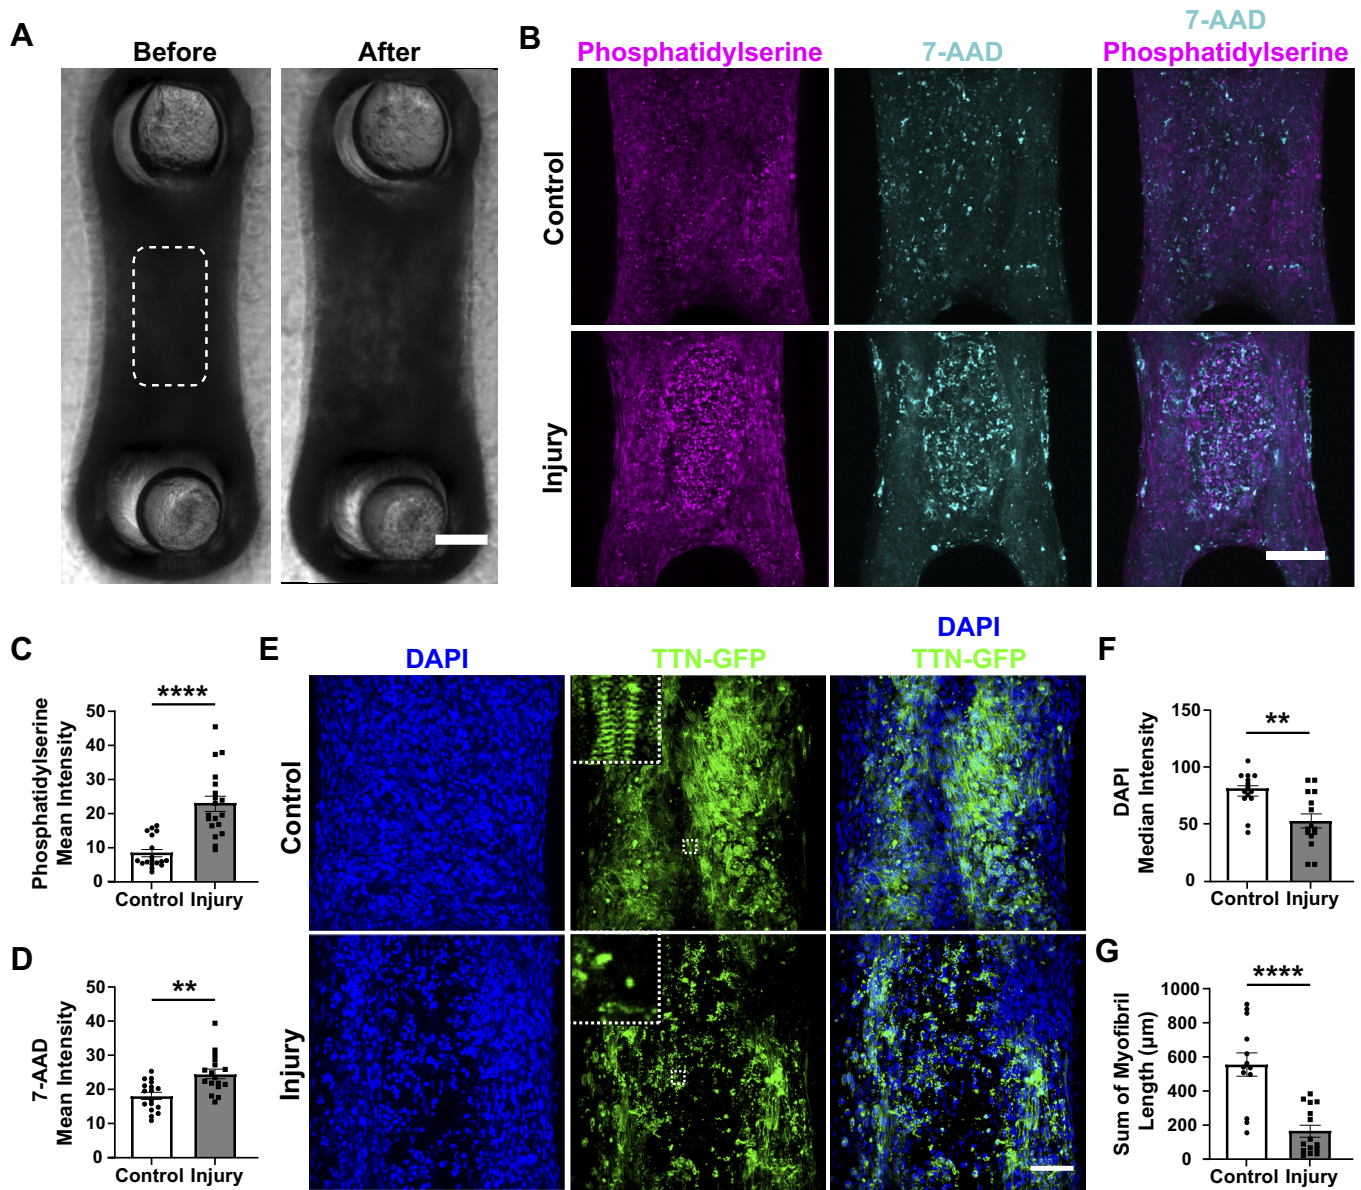 A
Before
After
B
Phosphatidylserine
7-AAD
7-AAD
Phosphatidylserine
Control
Injury
C
****
Phosphatidylserine
Mean Intensity
50
40
30
20
10
0
Control Injury
D
**
7-AAD
Mean Intensity
50
40
30
20
10
0
Control Injury
E
DAPI
TTN-GFP
DAPI
TTN-GFP
Control
Injury
F
**
DAPI
Median Intensity
150
100
50
0
Control Injury
G
****
Sum of Myofibril
Length (μm)
1000
800
600
400
200
0
Control Injury